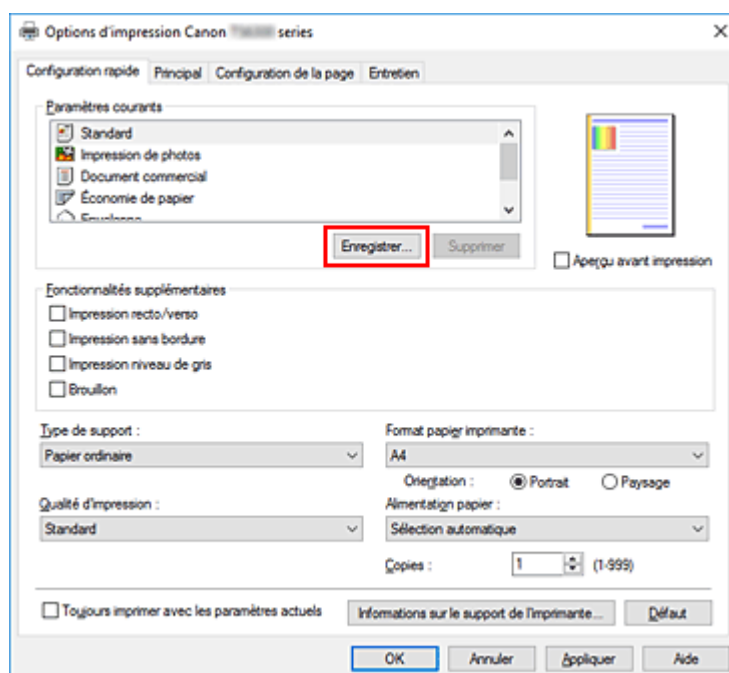 Options d'impression Canon series
Configuration rapide Principal Configuration de la page Entretien
Paramètres courants
Standard
Impression de photos
Document commercial
Économie de papier
Enregistrer... Supprimer
Aperçu avant impression
Fonctionnalités supplémentaires
Impression recto/verso
Impression sans bordure
Impression niveau de gris
Brouillon
Type de support : Format papier imprimante :
Papier ordinaire A4
Orientation : Portrait Paysage
Qualité d'impression : Alimentation papier :
Standard Sélection automatique
Copies : 1 (1-999)
Toujours imprimer avec les paramètres actuels Informations sur le support de l'imprimante... Défaut
OK Annuler Appliquer Aide